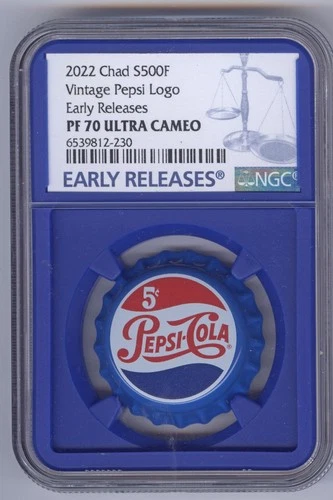 2022 Chad S500F
Vintage Pepsi Logo
Early Releases
PF 70 ULTRA CAMEO
6539812-230
EARLY RELEASES®
NGC®
5¢
PEPSI-COLA